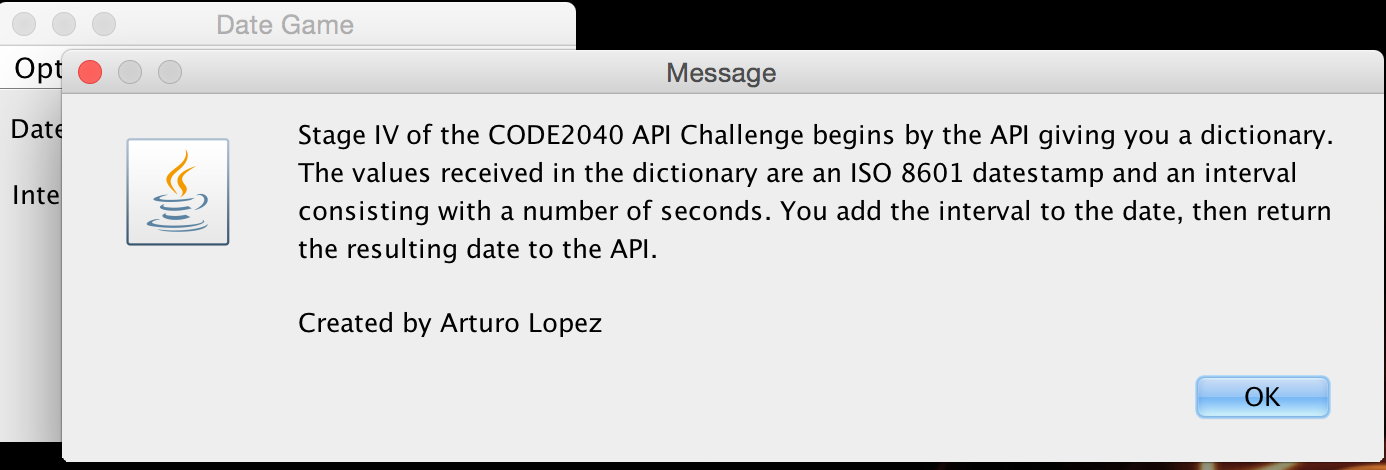 Date Game
Message
Opt
Date
Inte
Stage IV of the CODE2040 API Challenge begins by the API giving you a dictionary.
The values received in the dictionary are an ISO 8601 datestamp and an interval
consisting with a number of seconds. You add the interval to the date, then return
the resulting date to the API.
Created by Arturo Lopez
OK